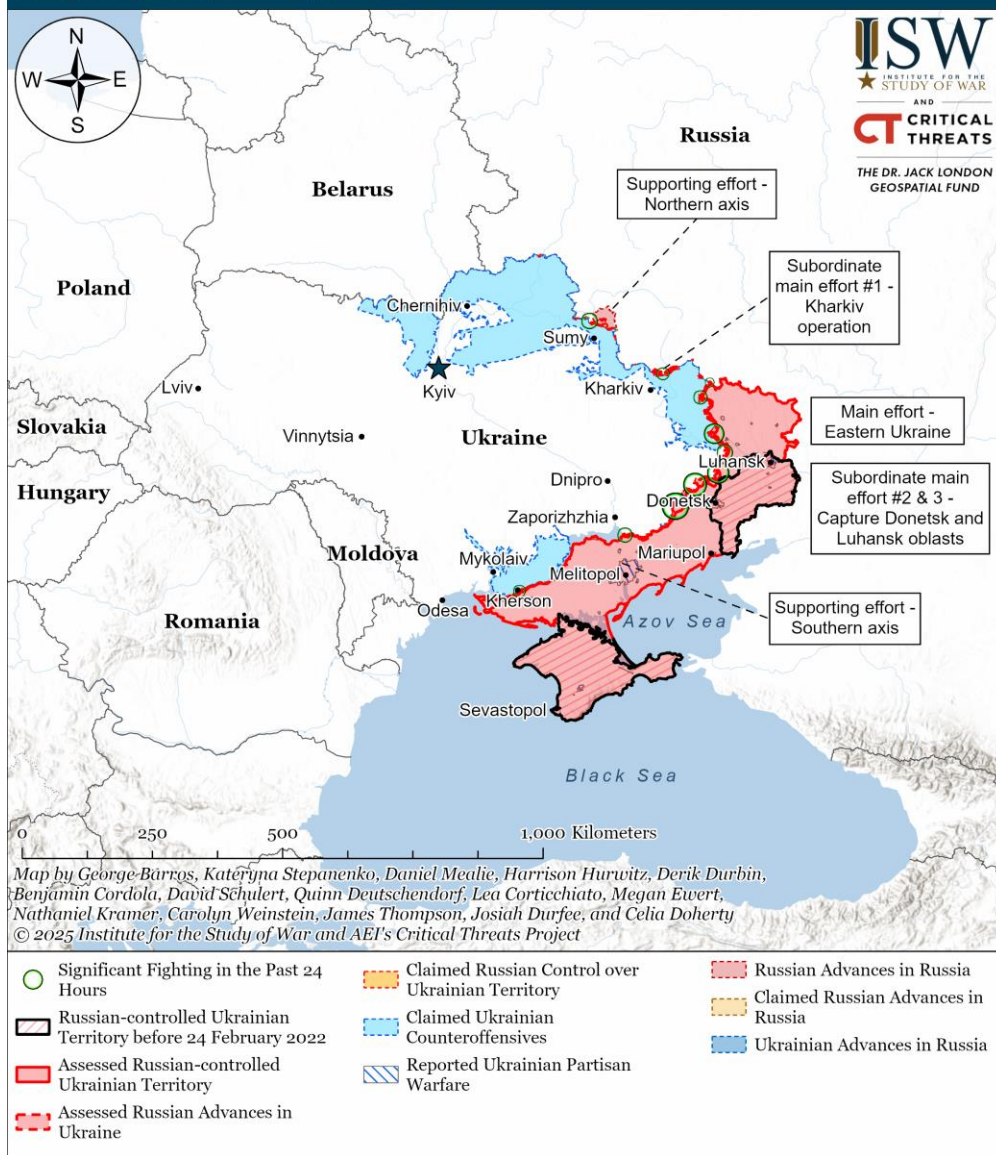 N
W
E
S
ISW
INSTITUTE FOR THE
STUDY OF WAR
AND
CT CRITICAL
THREATS
THE DR. JACK LONDON
GEOSPATIAL FUND
Russia
Belarus
Supporting effort -
Northern axis
Subordinate
main effort #1 -
Kharkiv
operation
Poland
Chernihiv
Sumy
Kyiv
Kharkiv
Lviv
Slovakia
Vinnytsia
Ukraine
Main effort -
Eastern Ukraine
Luhansk
Hungary
Dnipro
Donetsk
Subordinate main
effort #2 & 3 -
Capture Donetsk and
Luhansk oblasts
Zaporizhzhia
Moldova
Mykolaiv
Mariupol
Melitopol
Kherson
Odesa
Romania
Azov Sea
Supporting effort -
Southern axis
Sevastopol
Black Sea
0
250
500
1,000 Kilometers
Map by George Barros, Kateryna Stepanenko, Daniel Mealie, Harrison Hurwitz, Derik Durbin,
Benjamin Cordola, David Schulert, Quinn Deutschendorf, Lea Corticchiato, Megan Ewert,
Nathaniel Kramer, Carolyn Weinstein, James Thompson, Josiah Durfee, and Celia Doherty
© 2025 Institute for the Study of War and AEI's Critical Threats Project
Significant Fighting in the Past 24
Hours
Russian-controlled Ukrainian
Territory before 24 February 2022
Assessed Russian-controlled
Ukrainian Territory
Assessed Russian Advances in
Ukraine
Claimed Russian Control over
Ukrainian Territory
Claimed Ukrainian
Counteroffensives
Reported Ukrainian Partisan
Warfare
Russian Advances in Russia
Claimed Russian Advances in
Russia
Ukrainian Advances in Russia